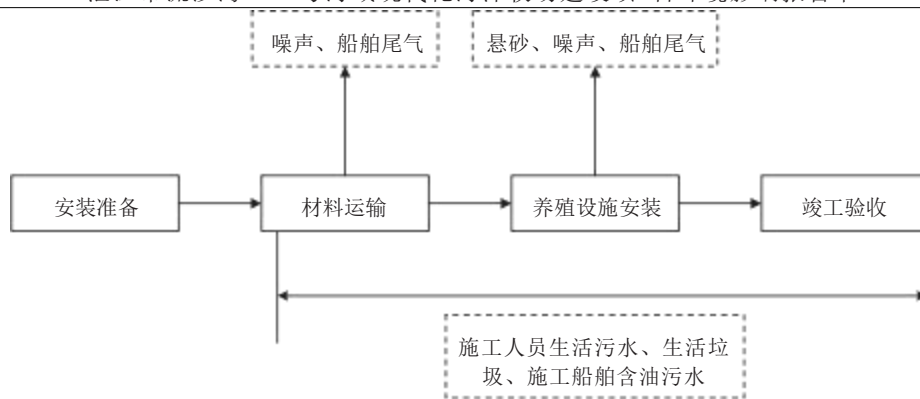 噪声、船舶尾气
悬砂、噪声、船舶尾气
安装准备
材料运输
养殖设施安装
竣工验收
施工人员生活污水、生活垃
圾、施工船舶含油污水